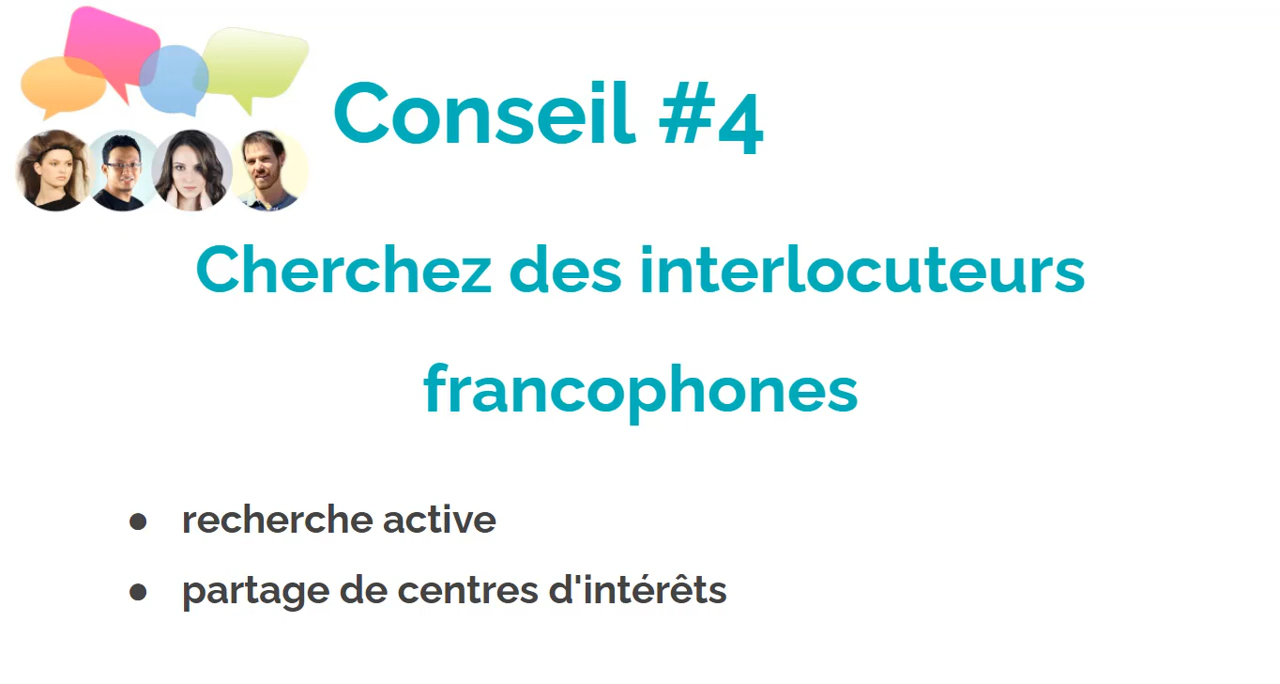 Conseil #4
Cherchez des interlocuteurs
francophones
● recherche active
● partage de centres d'intérêts